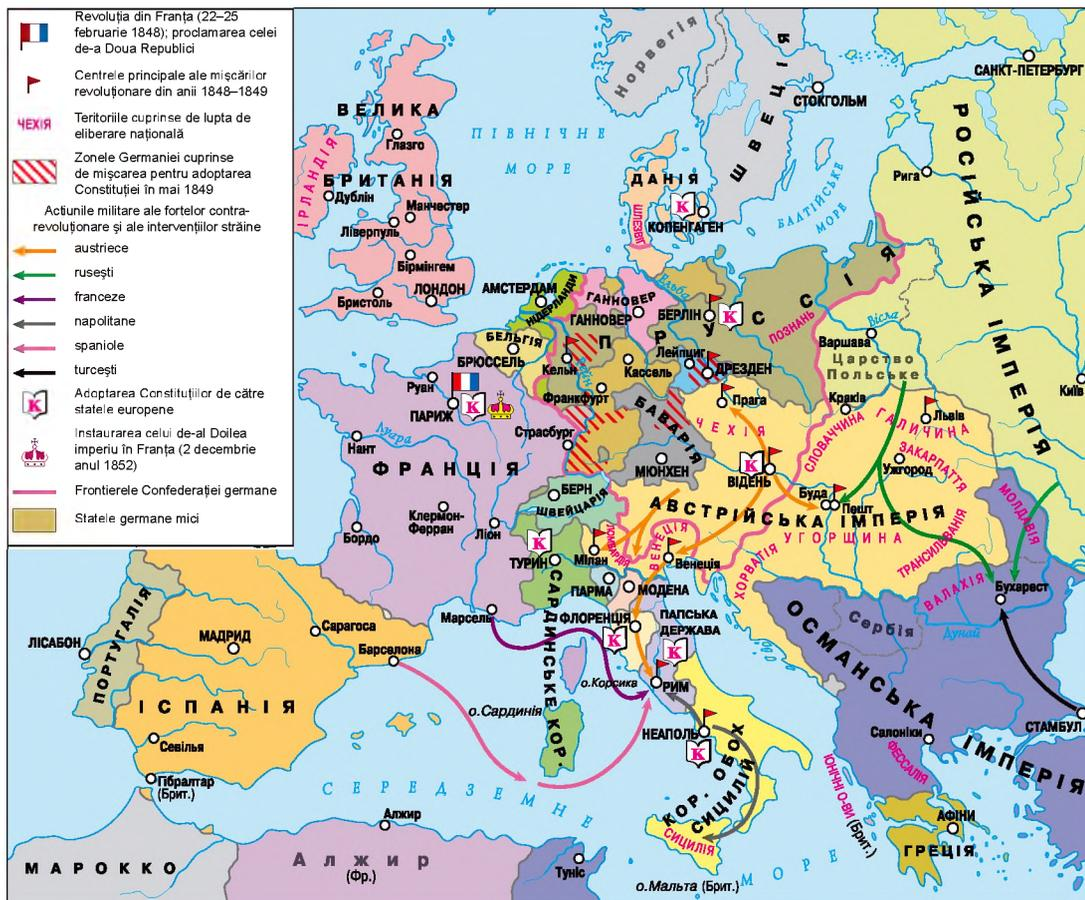 Revoluția din Franța (22–25
februarie 1848); proclamarea celei
de-a Doua Republici
Centrele principale ale mișcărilor
revoluționare din anii 1848–1849
ЧЕХІЯ
Teritoriile cuprinse de lupta de
eliberare națională
Zonele Germaniei cuprinse
de mișcarea pentru adoptarea
Constituției în mai 1849
Actiunile militare ale fortelor contra-
revoluționare și ale intervenților străine
austriece
rusești
franceze
napolitane
spaniole
turcești
K
Adoptarea Constituțiilor de către
statele europene
Instaurarea celui de-al Doilea
imperiu în Franța (2 decembrie
anul 1852)
Frontierele Confederației germane
Statele germane mici
Норвегія
ШВЕЦІЯ
СТОКГОЛЬМ
САНКТ-ПЕТЕРБУРГ
РОСІЙСЬКА ІМПЕРІЯ
Рига
ВЕЛИКА
БРИТАНІЯ
Глазго
ІРЛАНДІЯ
Дублін
Манчестер
Ліверпуль
Бірмінгем
Бристоль
ЛОНДОН
ПІВНІЧНЕ
МОРЕ
ДАНІЯ
K
КОПЕНГАГЕН
ШЛЕЗВІГ
БАЛТІЙСЬКЕ
МОРЕ
АМСТЕРДАМ
НІДЕРЛАНДИ
ГАННОВЕР
ГАННОВЕР
Ельба
БЕРЛІН
K
ПРУССІЯ
ПОЗНАНЬ
Вісла
Варшава
Царство
Польське
Київ
БЕЛЬГІЯ
БРЮССЕЛЬ
Кельн
Рейн
Кассель
Лейпциг
ДРЕЗДЕН
Франкфурт
Прага
ЧЕХІЯ
Краків
ГАЛИЧИНА
Львів
СЛОВАЧЧИНА
ЗАКАРПАТТЯ
Ужгород
Руан
ПАРИЖ
K
Луара
Нант
ФРАНЦІЯ
Страсбург
БАВАРІЯ
МЮНХЕН
K
ВІДЕНЬ
Буда
Пешт
АВСТРІЙСЬКА ІМПЕРІЯ
УГОРЩИНА
МОЛДАВІЯ
ТРАНСИЛЬВАНІЯ
БЕРН
ШВЕЙЦАРІЯ
Клермон-
Ферран
Ліон
Бордо
K
ТУРИН
Мілан
ЛОМБАРДІЯ
ВЕНЕЦІЯ
Венеція
ХОРВАТІЯ
ВАЛАХІЯ
Бухарест
Дунай
Сербія
ПАРМА
МОДЕНА
Марсель
ФЛОРЕНЦІЯ
K
ПАПСЬКА
ДЕРЖАВА
K
САРДИНСЬКЕ КОР.
РИМ
о.Корсика
о.Сардинія
НЕАПОЛЬ
K
КОР. ОБОХ
СИЦИЛІЙ
СИЦИЛІЯ
ПОРТУГАЛІЯ
ЛІСАБОН
МАДРИД
Сарагоса
Барселона
ІСПАНІЯ
Севілья
Гібралтар
(Брит.)
ОСМАНСЬКА ІМПЕРІЯ
СТАМБУЛ
Салоніки
ФЕССАЛІЯ
ІОНІЧНІ О-ВИ (Брит.)
АФІНИ
ГРЕЦІЯ
СЕРЕДЗЕМНЕ
МОРЕ
МАРОККО
Алжир
Алжир
(Фр.)
Туніс
о.Мальта (Брит.)